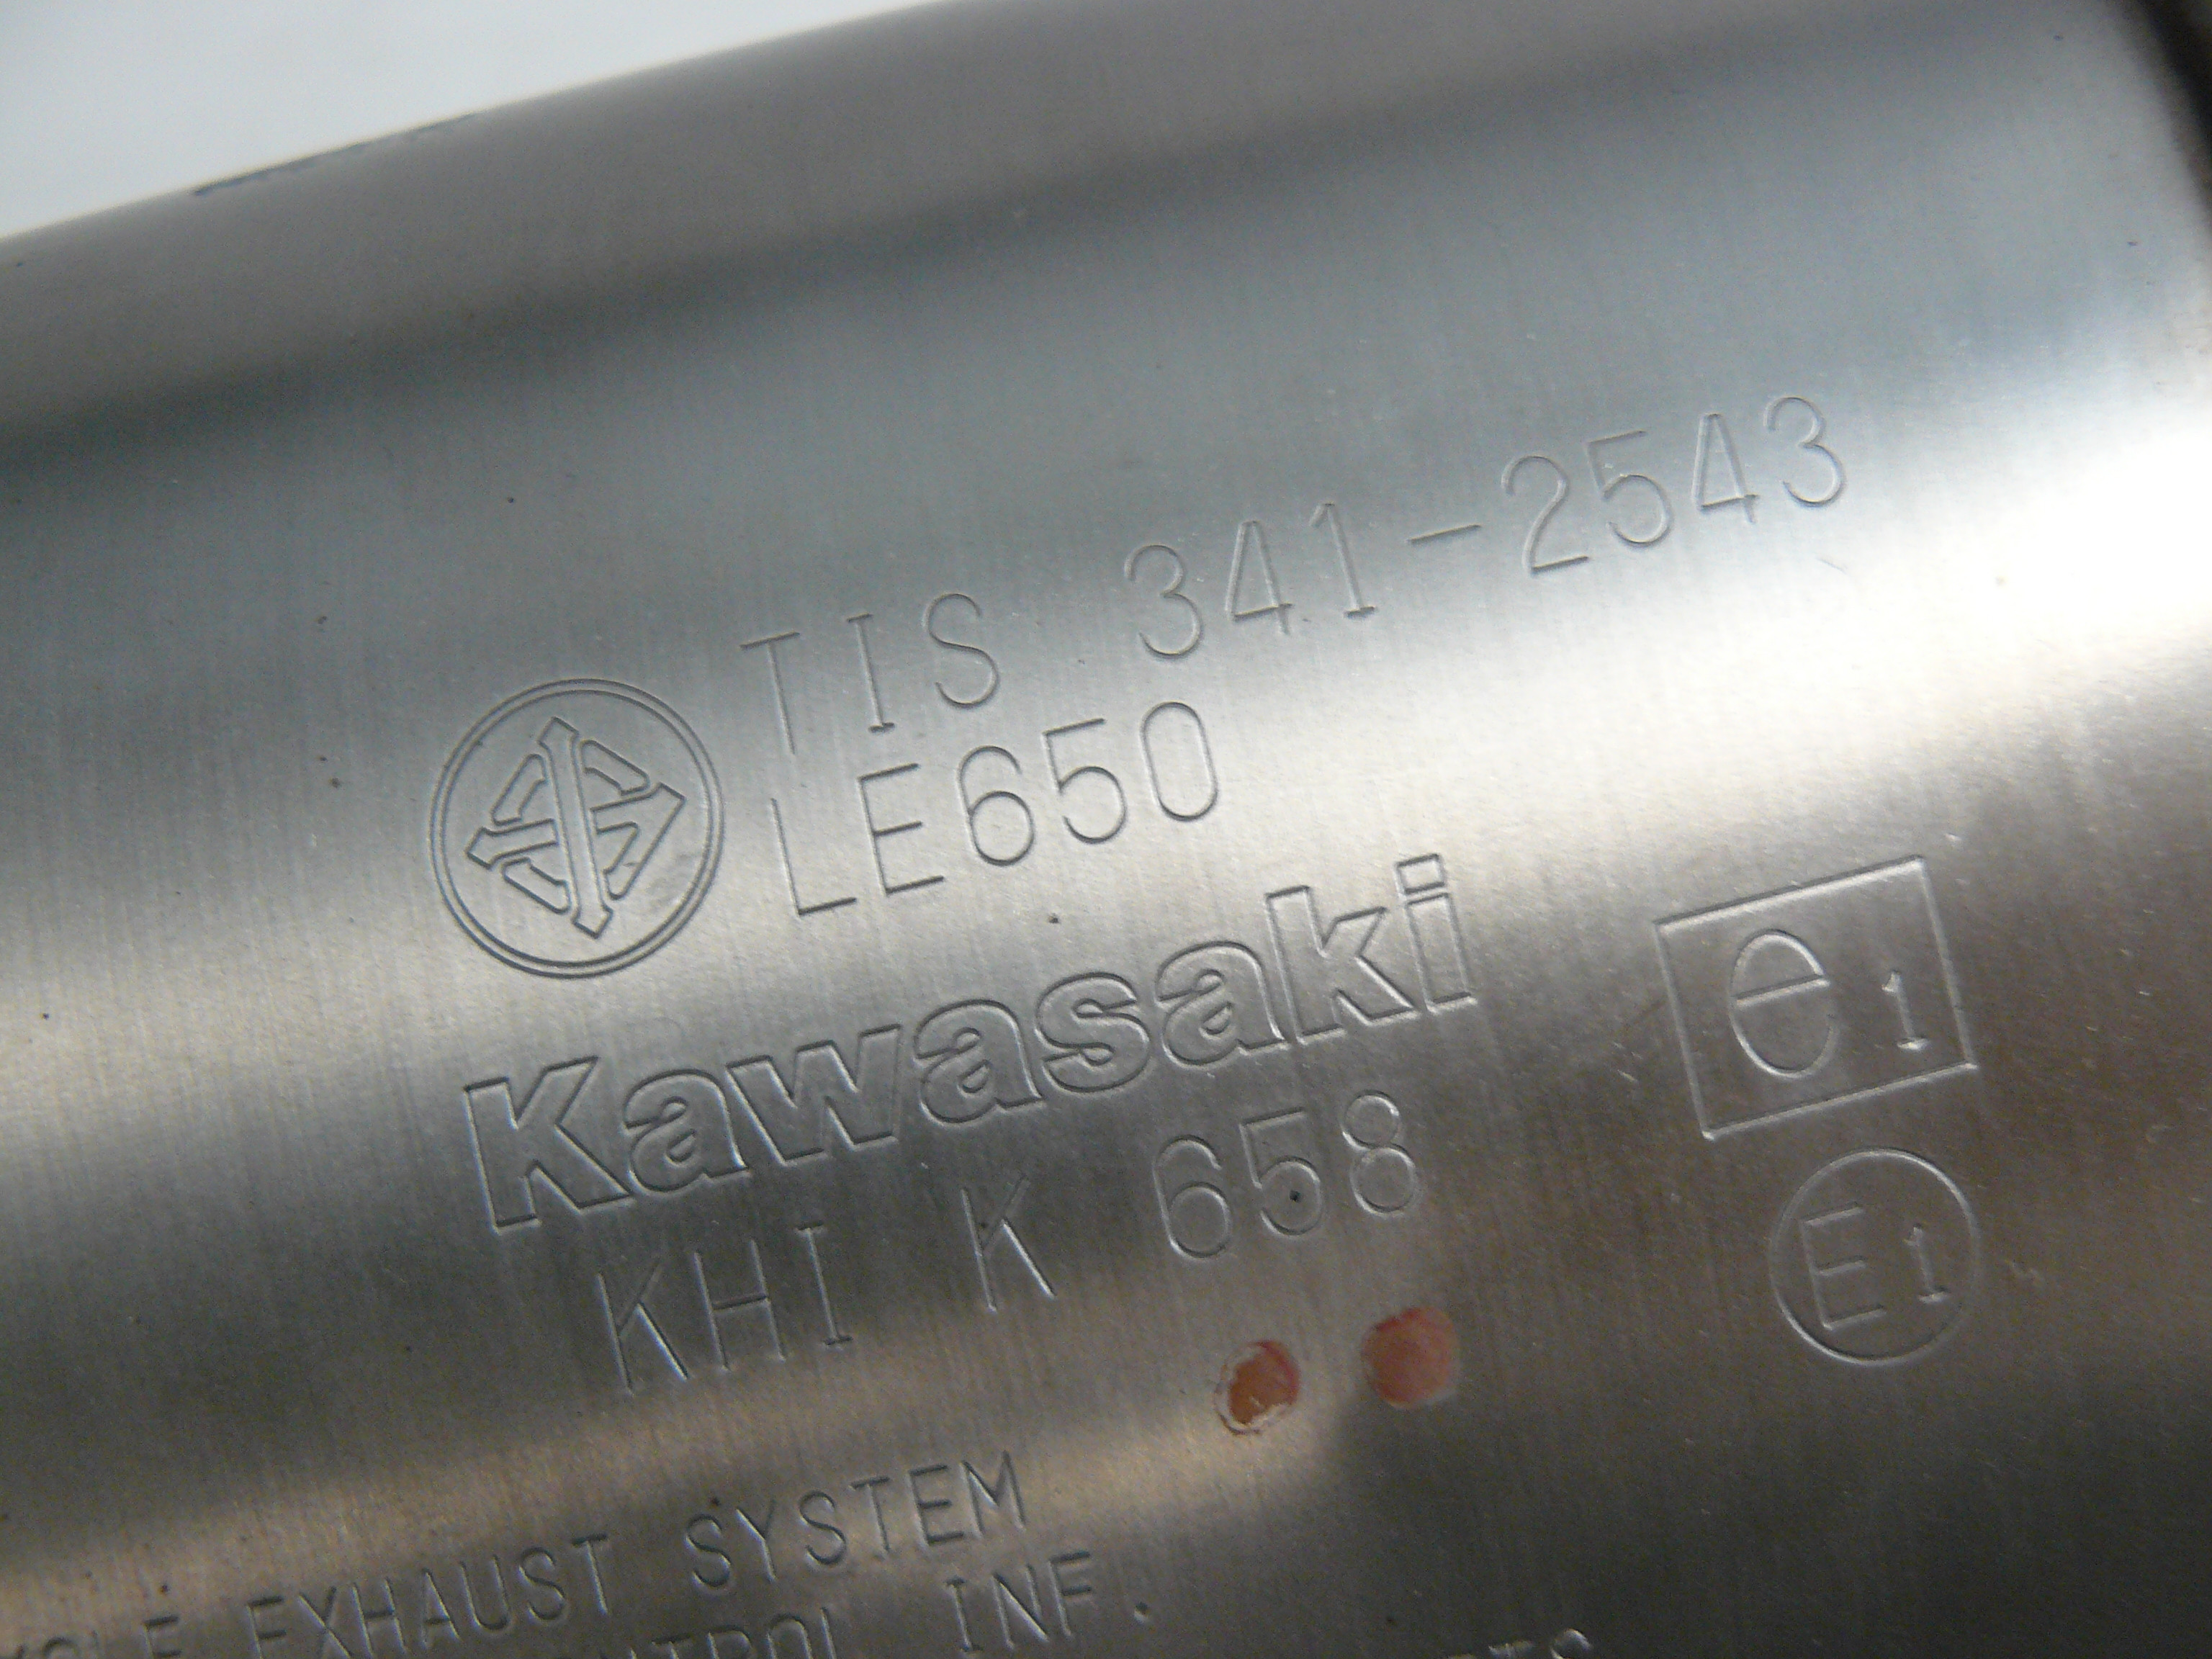 TIS 341-2543
LE650
Kawasaki
e 1
KHI K 658
E1
EXHAUST SYSTEM
INF.